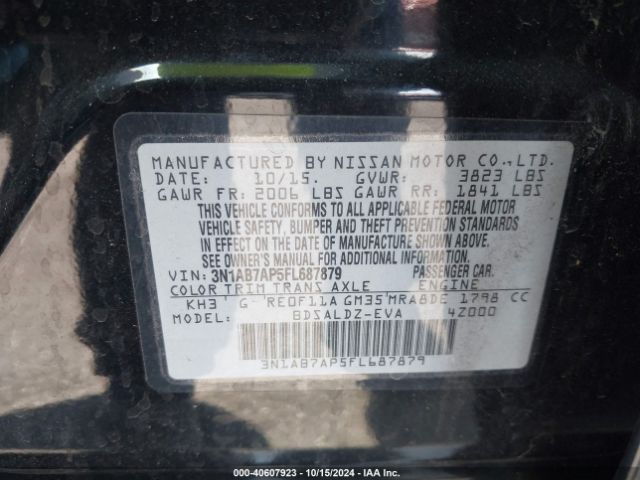 MANUFACTURED BY NISSAN MOTOR CO.,LTD.
DATE: 10/15. GVWR: 3823 LBS
GAWR FR: 2006 LBS GAWR RR: 1841 LBS
THIS VEHICLE CONFORMS TO ALL APPLICABLE FEDERAL MOTOR
VEHICLE SAFETY, BUMPER AND THEFT PREVENTION STANDARDS
IN EFFECT ON THE DATE OF MANUFACTURE SHOWN ABOVE.
SEE OWNER'S MANUAL FOR ADDITIONAL INFORMATION.
VIN: 3N1AB7AP5FL687879 PASSENGER CAR.
COLOR TRIM TRANS AXLE ENGINE
KH3 G RE0F11A GM35 MRA8DE 1798 CC
MODEL: BDSALDZ-EVA 4Z000
3N1AB7AP5FL687879
000-40607923 - 10/15/2024 - IAA Inc.